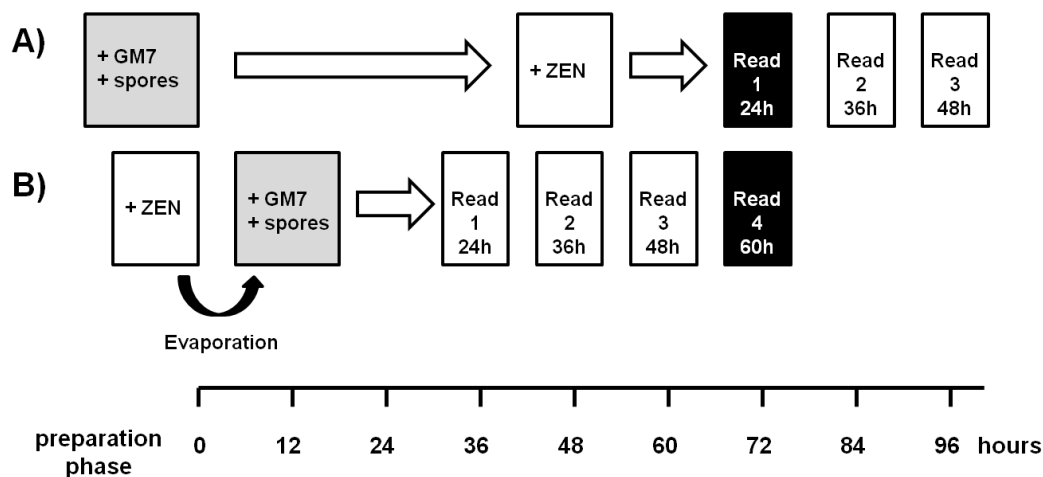 A)
+ GM7
+ spores
+ ZEN
Read
1
24h
Read
2
36h
Read
3
48h
B)
+ ZEN
+ GM7
+ spores
Read
1
24h
Read
2
36h
Read
3
48h
Read
4
60h
Evaporation
preparation
phase
0 12 24 36 48 60 72 84 96 hours